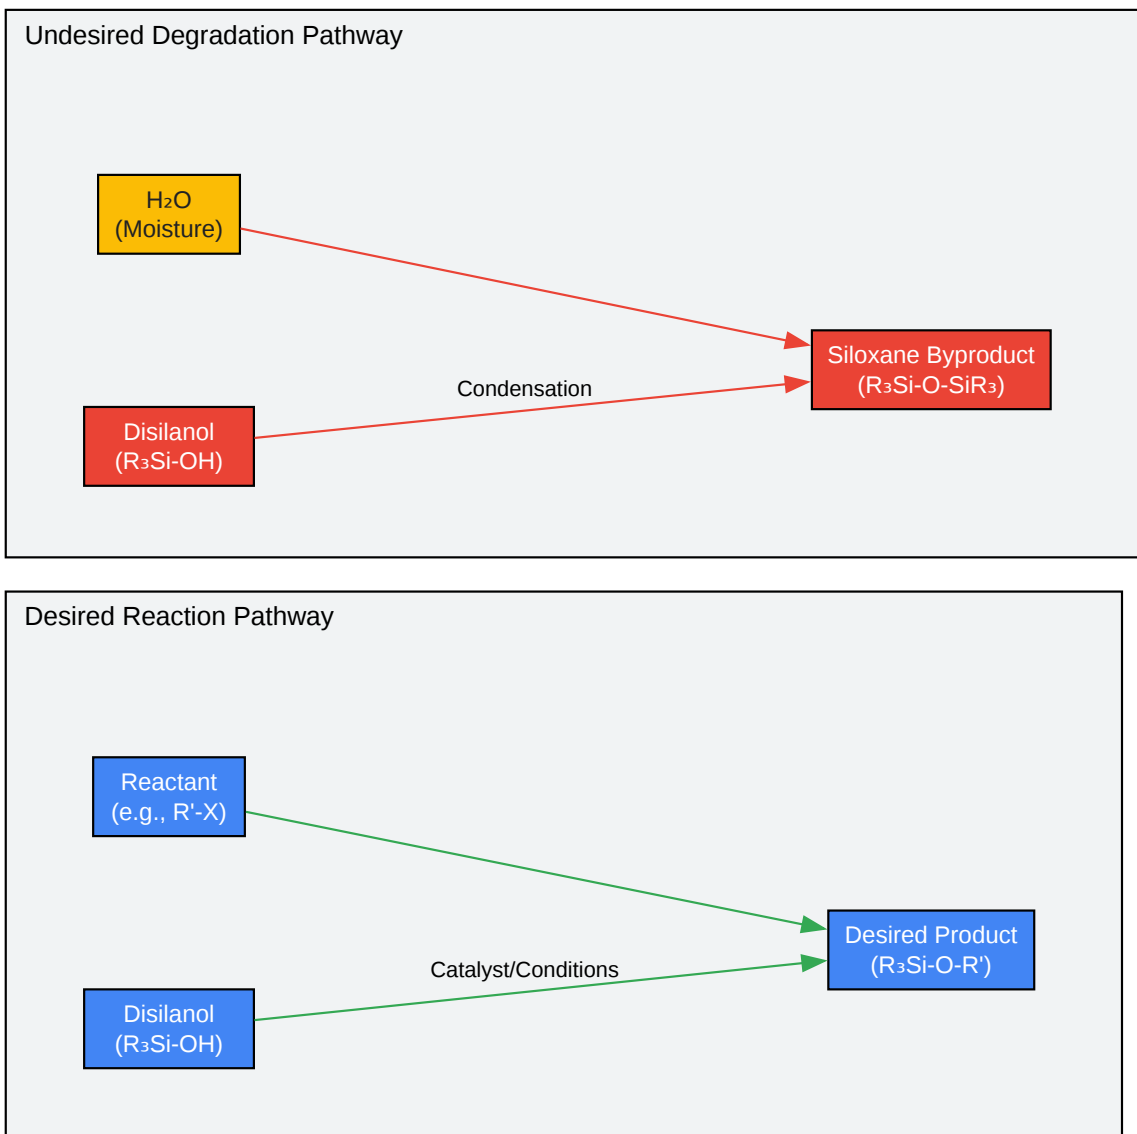 Undesired Degradation Pathway
H₂O
(Moisture)
Siloxane Byproduct
(R₃Si-O-SiR₃)
Condensation
Disilanol
(R₃Si-OH)
Desired Reaction Pathway
Reactant
(e.g., R'-X)
Desired Product
(R₃Si-O-R')
Catalyst/Conditions
Disilanol
(R₃Si-OH)